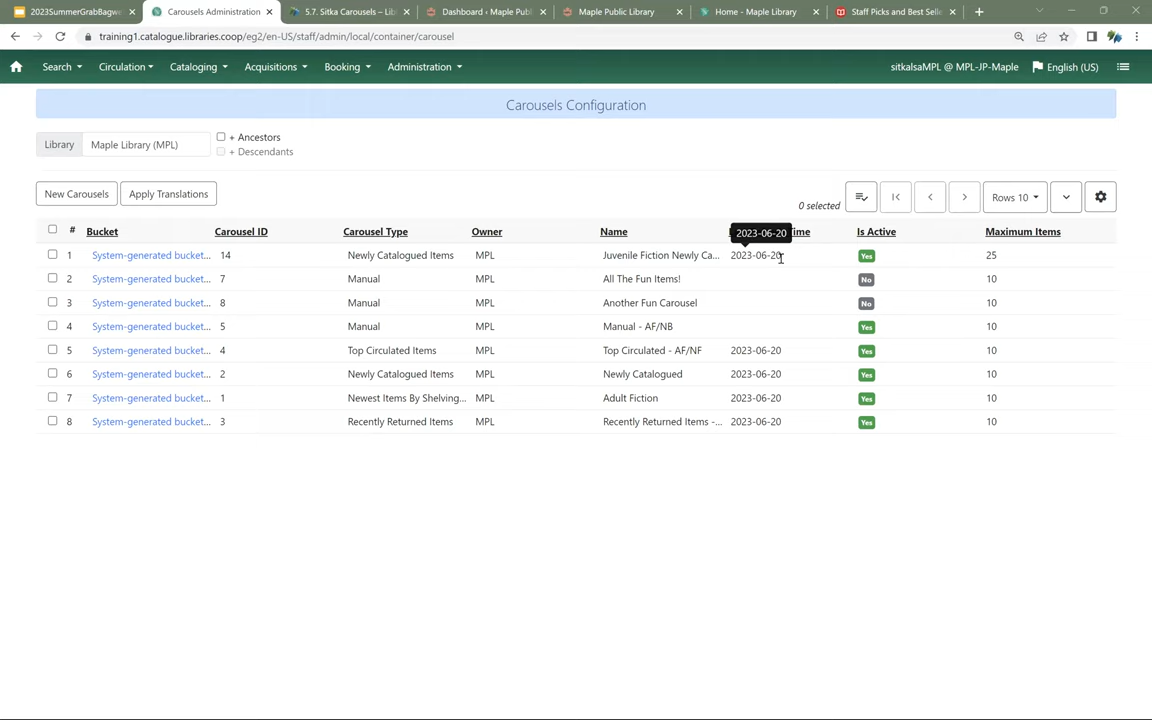 2023SummerGrabBagwe
Carousels Administration
5.7. Sitka Carousels – Lib
Dashboard ‹ Maple Publ
Maple Public Library
Home - Maple Library
Staff Picks and Best Selle
training1.catalogue.libraries.coop/eg2/en-US/staff/admin/local/container/carousel
Search Circulation Cataloging Acquisitions Booking Administration sitkalsaMPL @ MPL-JP-Maple English (US)
Carousels Configuration
Library Maple Library (MPL) + Ancestors
+ Descendants
New Carousels Apply Translations 0 selected Rows 10
# Bucket Carousel ID Carousel Type Owner Name 2023-06-20 ime Is Active Maximum Items
1 System-generated bucket... 14 Newly Catalogued Items MPL Juvenile Fiction Newly Ca... 2023-06-20 Yes 25
2 System-generated bucket... 7 Manual MPL All The Fun Items! No 10
3 System-generated bucket... 8 Manual MPL Another Fun Carousel No 10
4 System-generated bucket... 5 Manual MPL Manual - AF/NB Yes 10
5 System-generated bucket... 4 Top Circulated Items MPL Top Circulated - AF/NF 2023-06-20 Yes 10
6 System-generated bucket... 2 Newly Catalogued Items MPL Newly Catalogued 2023-06-20 Yes 10
7 System-generated bucket... 1 Newest Items By Shelving... MPL Adult Fiction 2023-06-20 Yes 10
8 System-generated bucket... 3 Recently Returned Items MPL Recently Returned Items -... 2023-06-20 Yes 10